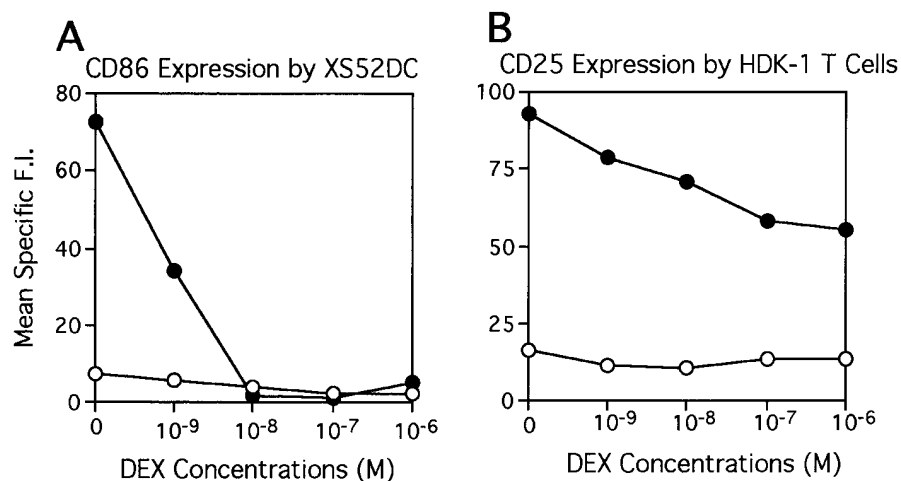 A
CD86 Expression by XS52DC
80
60
40
20
0
Mean Specific F.I.
0 10⁻⁹ 10⁻⁸ 10⁻⁷ 10⁻⁶
DEX Concentrations (M)
B
CD25 Expression by HDK-1 T Cells
100
75
50
25
0
0 10⁻⁹ 10⁻⁸ 10⁻⁷ 10⁻⁶
DEX Concentrations (M)